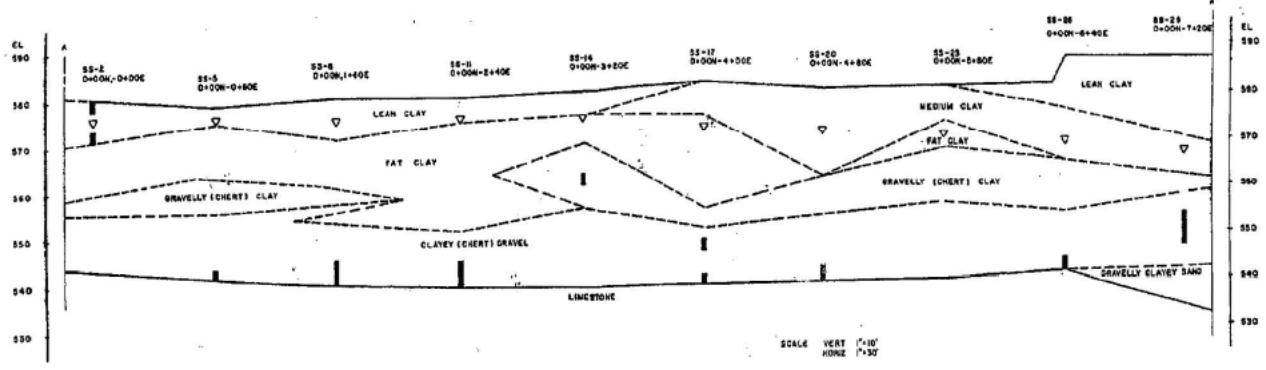 EL
590
580
570
560
550
540
530
A
SS-2
0+00N,-0+00E
SS-5
0+00N-0+80E
SS-8
0+00N,1+60E
SS-11
0+00N-2+40E
SS-14
0+00N-3+20E
SS-17
0+00N-4+00E
SS-20
0+00N-4+80E
SS-23
0+00N-5+60E
SS-26
0+00N-6+40E
SS-29
0+00N-7+20E
EL
590
580
570
560
550
540
530
LEAN CLAY
LEAN CLAY
MEDIUM CLAY
FAT CLAY
FAT CLAY
GRAVELLY (CHERT) CLAY
GRAVELLY (CHERT) CLAY
CLAYEY (CHERT) GRAVEL
GRAVELLY CLAYEY SAND
LIMESTONE
SCALE VERT 1"=10'
HORIZ 1"=30'